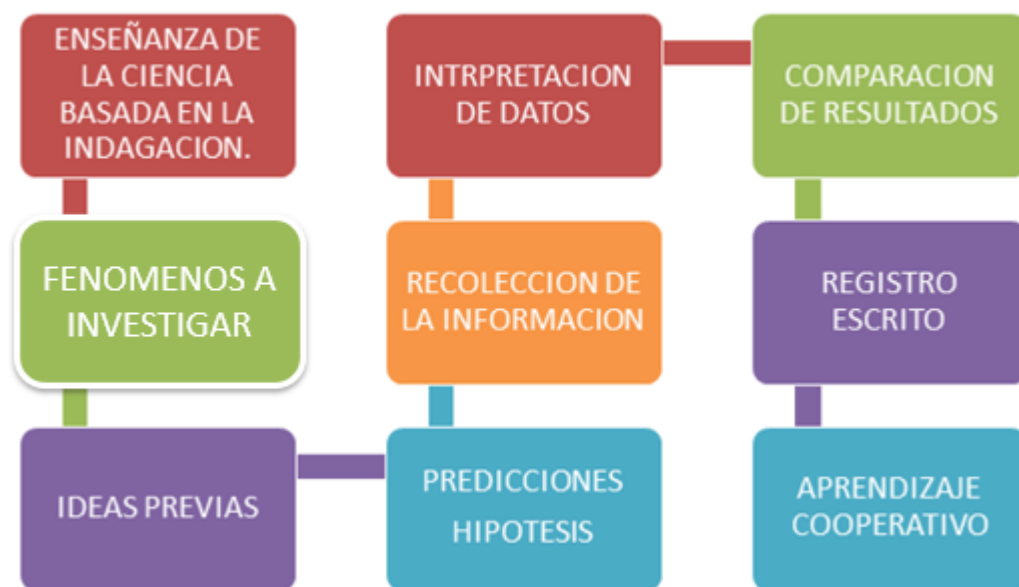 ENSEÑANZA DE
LA CIENCIA
BASADA EN LA
INDAGACION.
FENOMENOS A
INVESTIGAR
IDEAS PREVIAS
PREDICCIONES
HIPOTESIS
RECOLECCION DE
LA INFORMACION
INTRPRETACION
DE DATOS
COMPARACION
DE RESULTADOS
REGISTRO
ESCRITO
APRENDIZAJE
COOPERATIVO